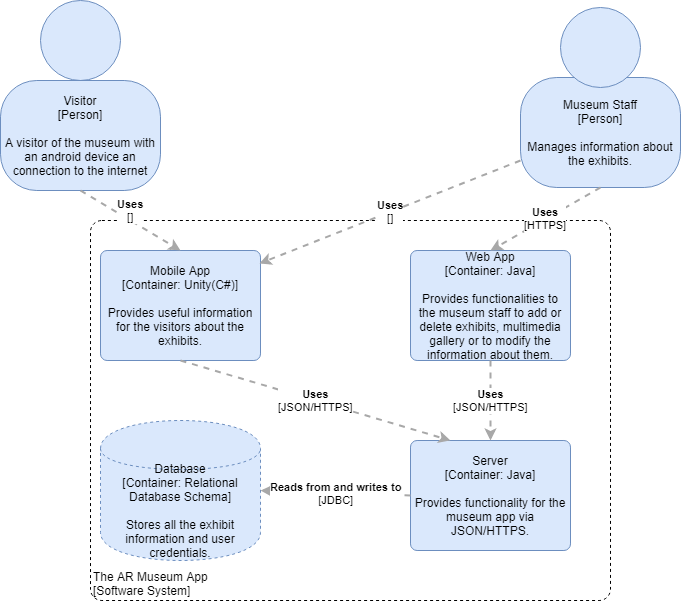 Visitor
[Person]
A visitor of the museum with
an android device an
connection to the internet
Museum Staff
[Person]
Manages information about
the exhibits.
Uses
[]
Uses
[]
Uses
[HTTPS]
Mobile App
[Container: Unity(C#)]
Provides useful information
for the visitors about the
exhibits.
Web App
[Container: Java]
Provides functionalities to
the museum staff to add or
delete exhibits, multimedia
gallery or to modify the
information about them.
Uses
[JSON/HTTPS]
Uses
[JSON/HTTPS]
Database
[Container: Relational
Database Schema]
Stores all the exhibit
information and user
credentials.
Reads from and writes to
[JDBC]
Server
[Container: Java]
Provides functionality for the
museum app via
JSON/HTTPS.
The AR Museum App
[Software System]